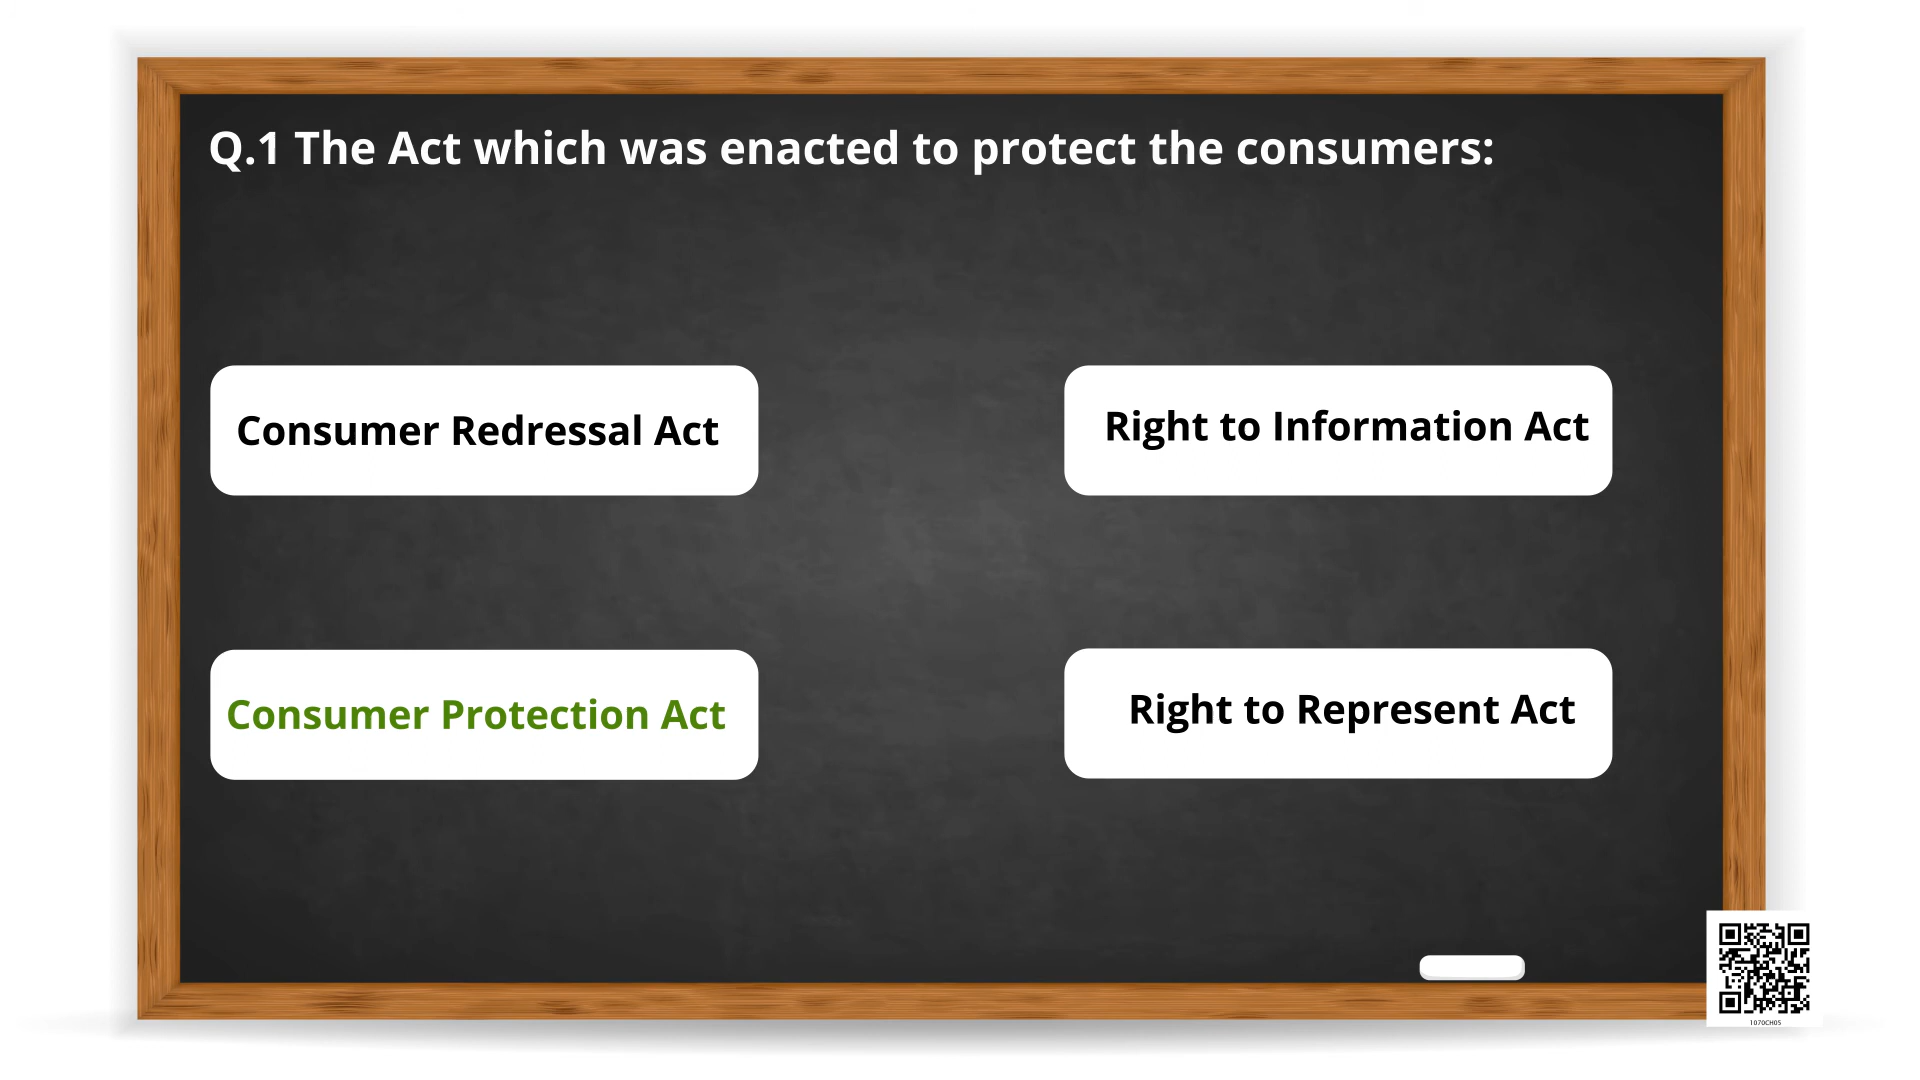 Q.1 The Act which was enacted to protect the consumers:
Consumer Redressal Act
Right to Information Act
Consumer Protection Act
Right to Represent Act
1070CH05